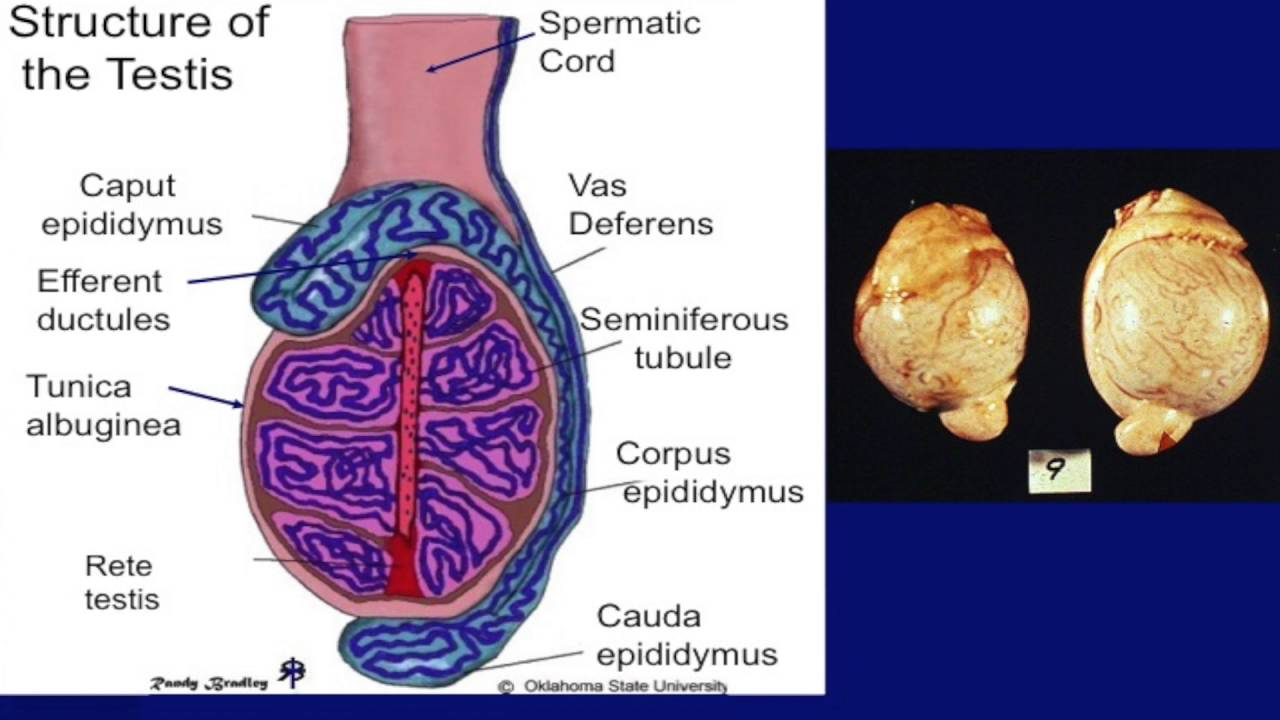 Structure of
the Testis
Spermatic
Cord
Caput
epididymus
Vas
Deferens
Efferent
ductules
Seminiferous
tubule
Tunica
albuginea
Corpus
epididymus
Rete
testis
Cauda
epididymus
Randy Bradley
© Oklahoma State University
9